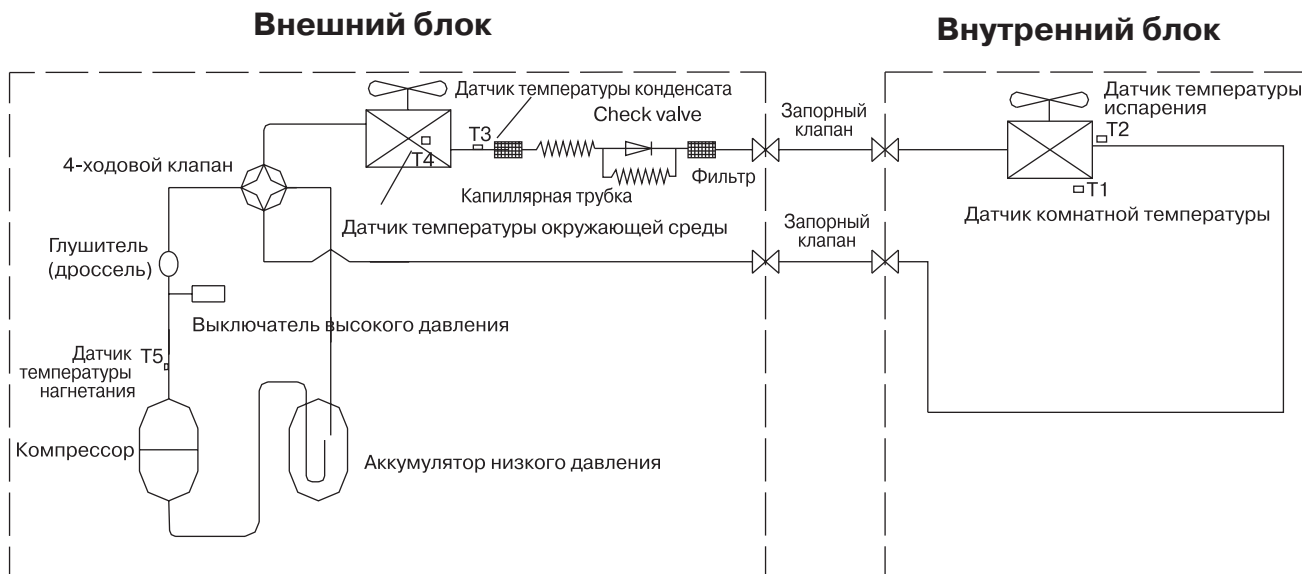 Внешний блок
Внутренний блок
Датчик температуры конденсата
Check valve
Запорный
клапан
Датчик температуры
испарения
T3
T2
4-ходовой клапан
T4
Капиллярная трубка
Фильтр
T1
Датчик температуры окружающей среды
Датчик комнатной температуры
Запорный
клапан
Глушитель
(дроссель)
Выключатель высокого давления
Датчик
температуры
нагнетания
T5
Компрессор
Аккумулятор низкого давления